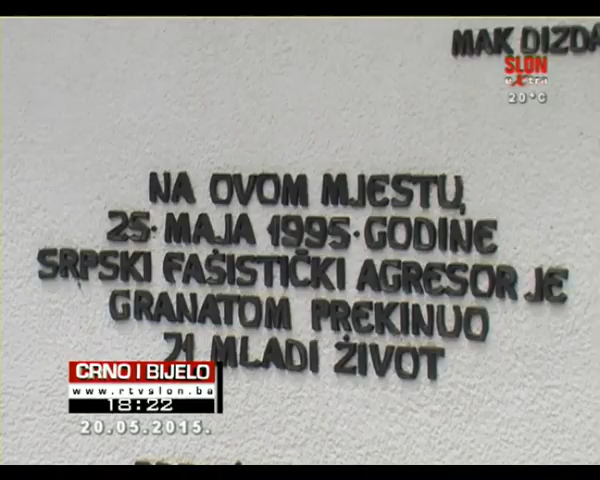 MAK DIZDA
SLON
extra
20°C
NA OVOM MJESTU,
25. MAJA 1995. GODINE
SRPSKI FAŠISTIČKI AGRESOR JE
GRANATOM PREKINUO
71 MLADI ŽIVOT
CRNO I BIJELO
www.rtvslon.ba
18:22
20.05.2015.